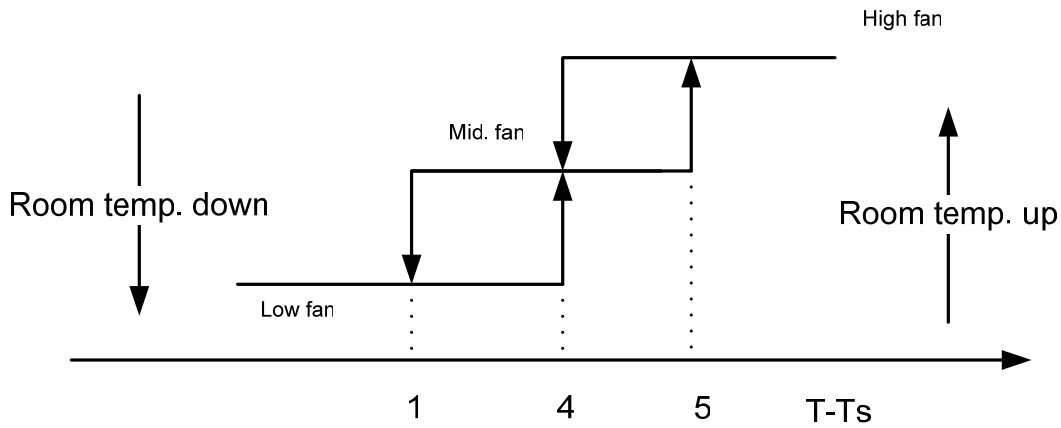 High fan
Mid. fan
Room temp. down
Room temp. up
Low fan
1 4 5 T-Ts